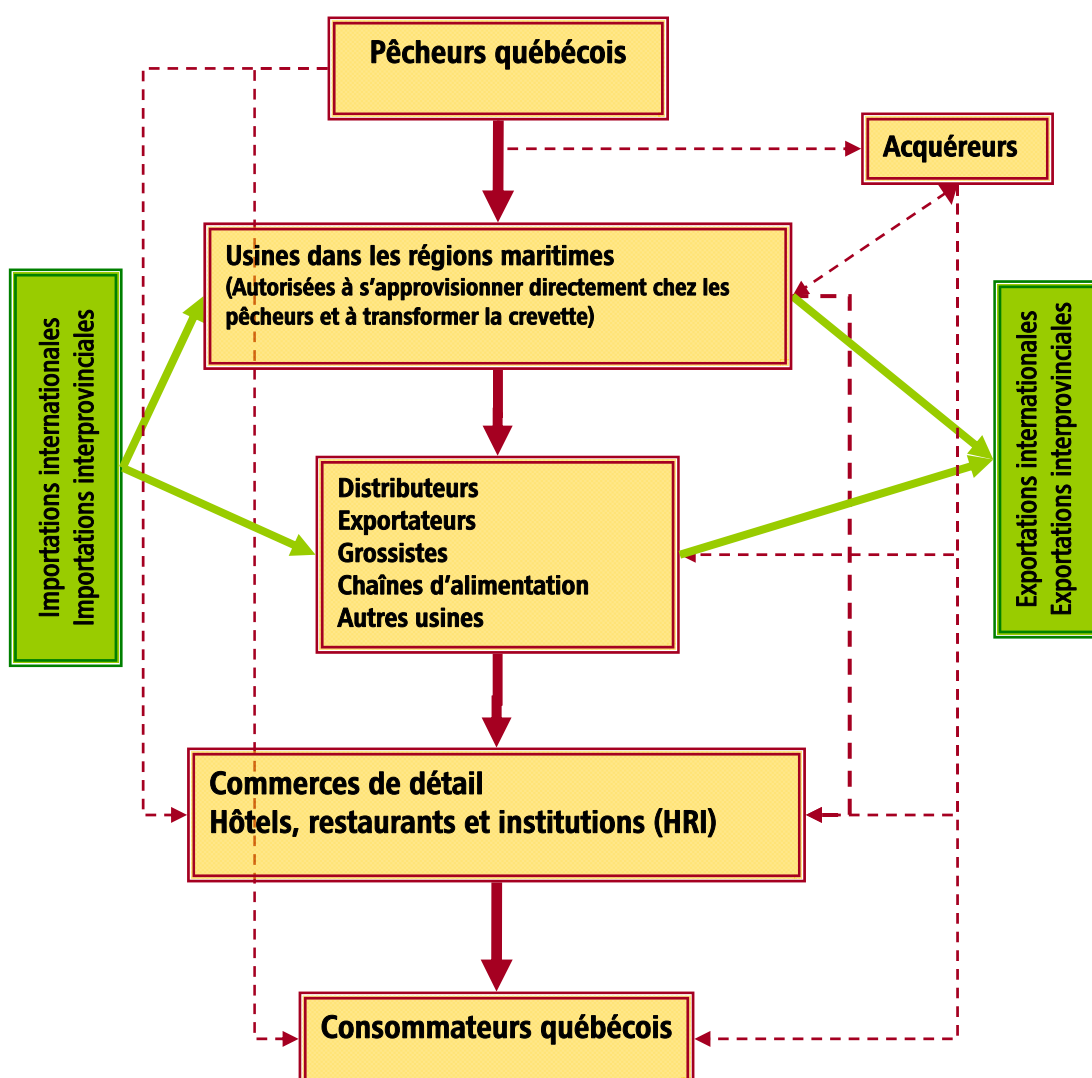 Pêcheurs québécois
Acquéreurs
Usines dans les régions maritimes
(Autorisées à s’approvisionner directement chez les
pêcheurs et à transformer la crevette)
Importations internationales
Importations interprovinciales
Exportations internationales
Exportations interprovinciales
Distributeurs
Exportateurs
Grossistes
Chaînes d’alimentation
Autres usines
Commerces de détail
Hôtels, restaurants et institutions (HRI)
Consommateurs québécois